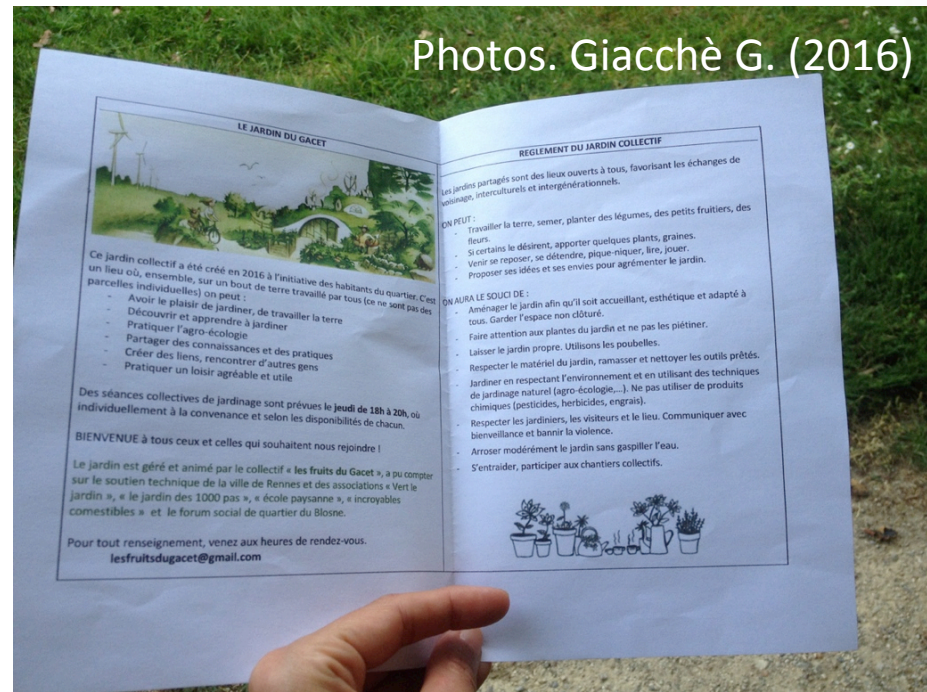 Photos. Giacchè G. (2016)
LE JARDIN DU GACET
Ce jardin collectif a été créé en 2016 à l'initiative des habitants du quartier. C'est
un lieu où, ensemble, sur un bout de terre travaillé par tous (ce ne sont pas des
parcelles individuelles) on peut :
- Avoir le plaisir de jardiner, de travailler la terre
- Découvrir et apprendre à jardiner
- Pratiquer l'agro-écologie
- Partager des connaissances et des pratiques
- Créer des liens, rencontrer d'autres gens
- Pratiquer un loisir agréable et utile
Des séances collectives de jardinage sont prévues le jeudi de 18h à 20h, où
individuellement à la convenance et selon les disponibilités de chacun.
BIENVENUE à tous ceux et celles qui souhaitent nous rejoindre !
Le jardin est géré et animé par le collectif « les fruits du Gacet », a pu compter
sur le soutien technique de la ville de Rennes et des associations « Vert le
jardin », « le jardin des 1000 pas », « école paysanne », « incroyables
comestibles » et le forum social de quartier du Blosne.
Pour tout renseignement, venez aux heures de rendez-vous.
lesfruitsdugacet@gmail.com
REGLEMENT DU JARDIN COLLECTIF
Les jardins partagés sont des lieux ouverts à tous, favorisant les échanges de
voisinage, interculturels et intergénérationnels.
ON PEUT :
- Travailler la terre, semer, planter des légumes, des petits fruitiers, des
fleurs.
- Si certains le désirent, apporter quelques plants, graines.
- Venir se reposer, se détendre, pique-niquer, lire, jouer.
- Proposer ses idées et ses envies pour agrémenter le jardin.
ON AURA LE SOUCI DE :
- Aménager le jardin afin qu'il soit accueillant, esthétique et adapté à
tous. Garder l'espace non clôturé.
- Faire attention aux plantes du jardin et ne pas les piétiner.
- Laisser le jardin propre. Utilisons les poubelles.
- Respecter le matériel du jardin, ramasser et nettoyer les outils prêtés.
- Jardiner en respectant l'environnement et en utilisant des techniques
de jardinage naturel (agro-écologie,...). Ne pas utiliser de produits
chimiques (pesticides, herbicides, engrais).
- Respecter les jardiniers, les visiteurs et le lieu. Communiquer avec
bienveillance et bannir la violence.
- Arroser modérément le jardin sans gaspiller l'eau.
- S'entraider, participer aux chantiers collectifs.